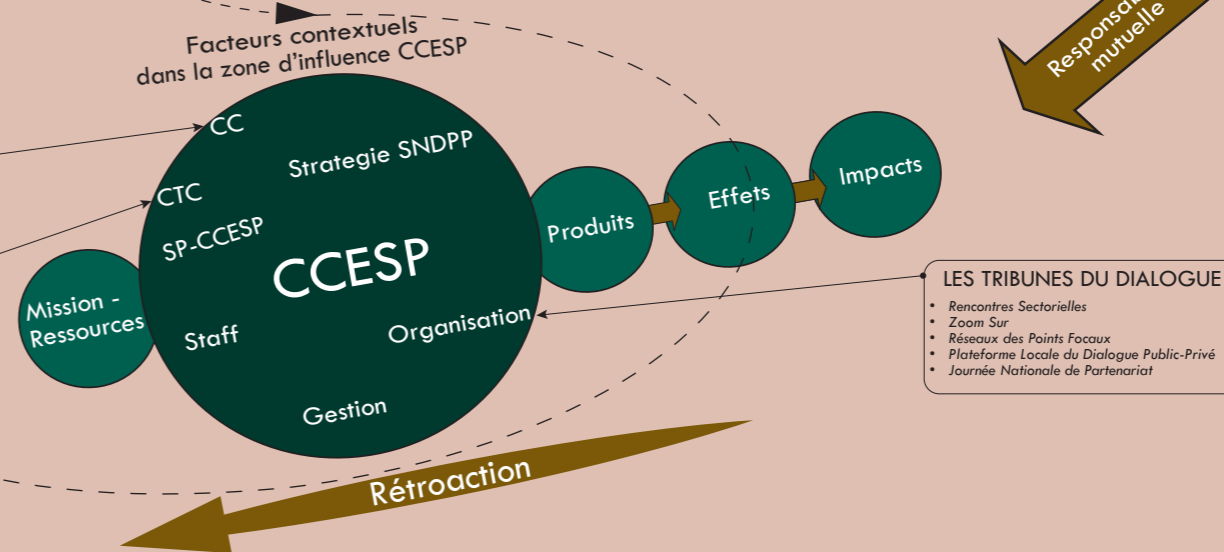 Facteurs contextuels
dans la zone d'influence CCESP
Responsa
mutuelle
CC
Strategie SNDPP
CTC
SP-CCESP
CCESP
Mission -
Ressources
Staff
Organisation
Gestion
Produits
Effets
Impacts
LES TRIBUNES DU DIALOGUE
• Rencontres Sectorielles
• Zoom Sur
• Réseaux des Points Focaux
• Plateforme Locale du Dialogue Public-Privé
• Journée Nationale de Partenariat
Rétroaction